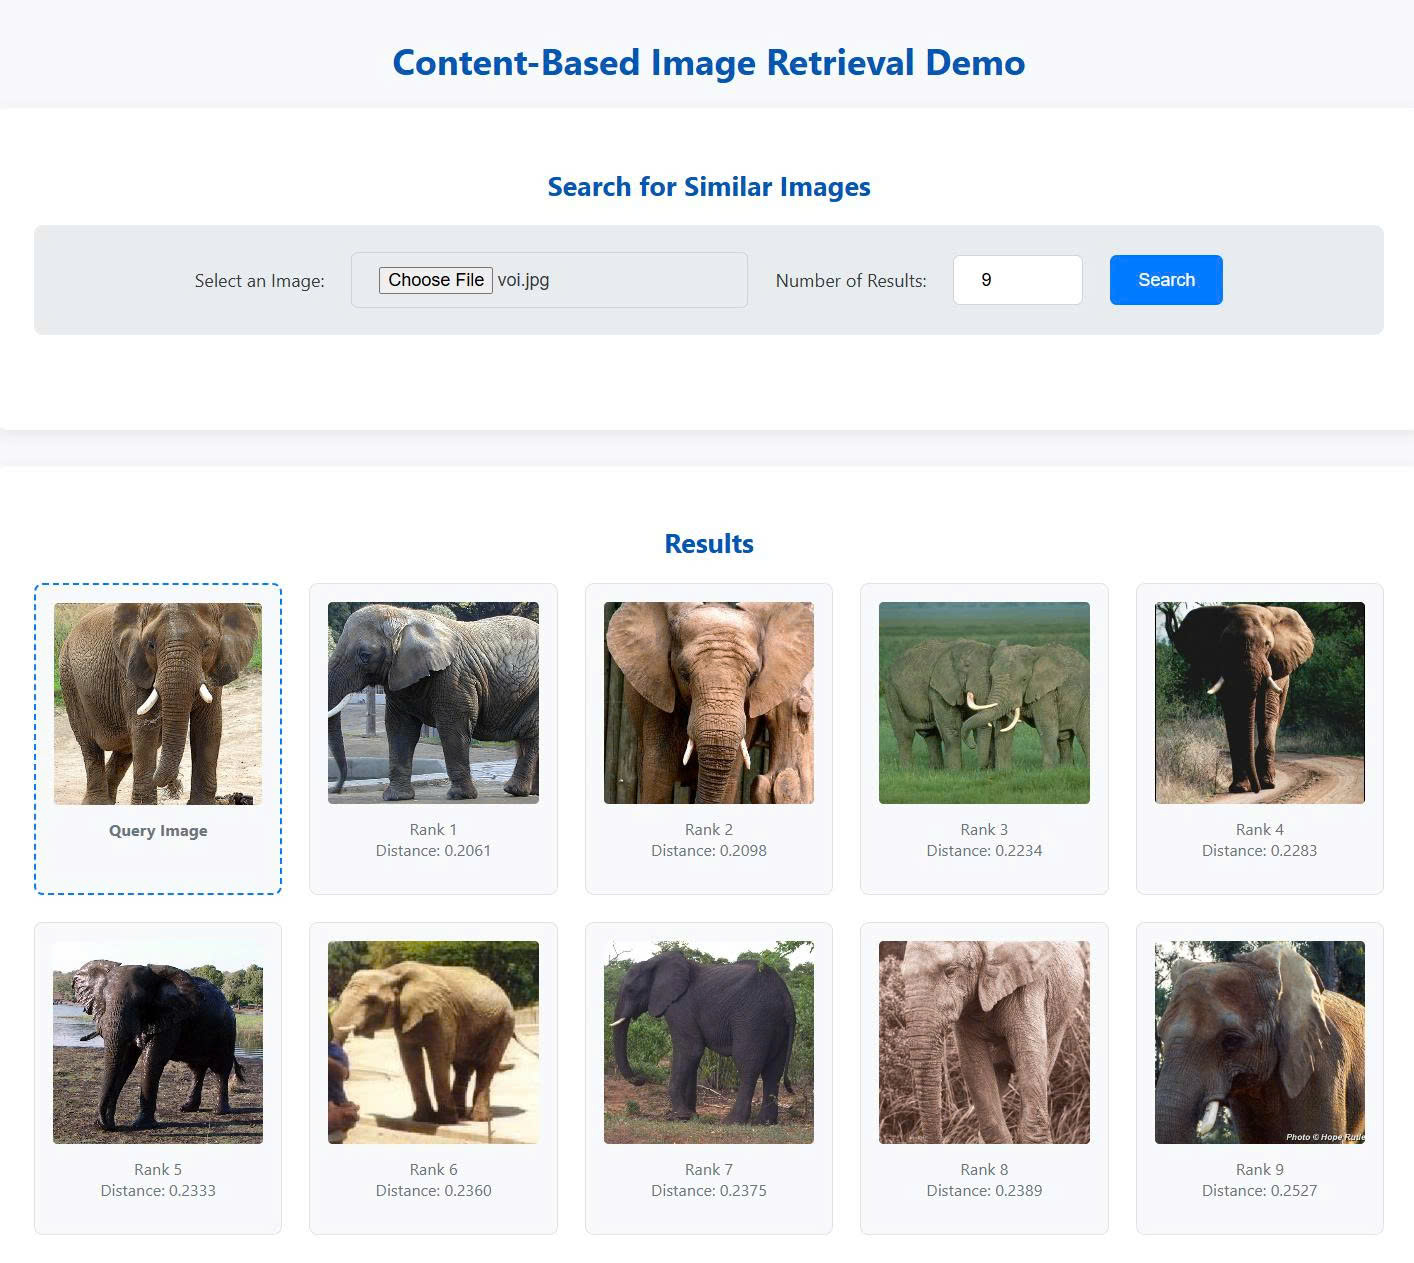 Content-Based Image Retrieval Demo
Search for Similar Images
Select an Image: Choose File voi.jpg Number of Results: 9 Search
Results
Query Image
Rank 1
Distance: 0.2061
Rank 2
Distance: 0.2098
Rank 3
Distance: 0.2234
Rank 4
Distance: 0.2283
Rank 5
Distance: 0.2333
Rank 6
Distance: 0.2360
Rank 7
Distance: 0.2375
Rank 8
Distance: 0.2389
Photo © Hope Rutle
Rank 9
Distance: 0.2527